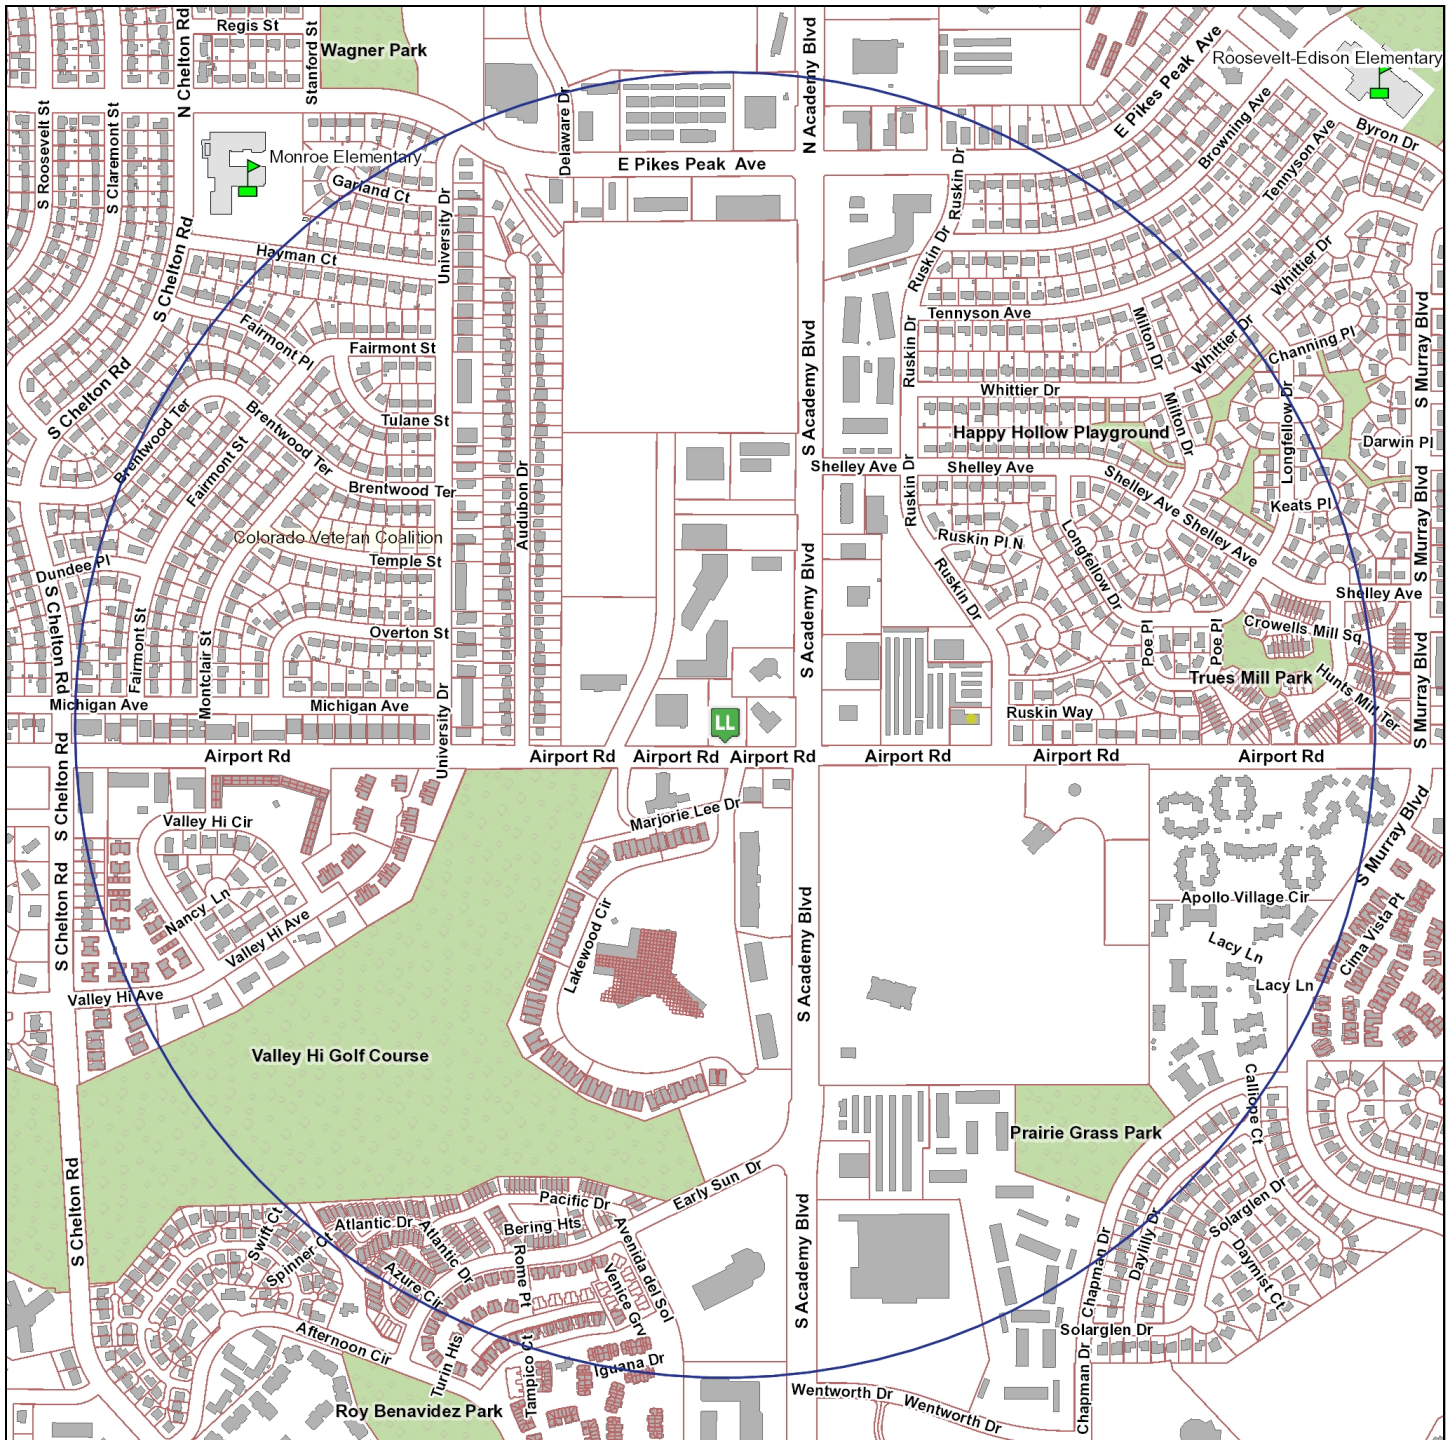 Regis St
N Chelton Rd
Stanford St
Wagner Park
N Academy Blvd
E Pikes Peak Ave
Roosevelt-Edison Elementary
S Roosevelt St
S Claremont St
Monroe Elementary
Garland Ct
Delaware Dr
E Pikes Peak Ave
Ruskin Dr
Browning Ave
Tennyson Ave
Byron Dr
University Dr
S Chelton Rd
Hayman Ct
Ruskin Dr
Whittier Dr
Fairmont Pl
Fairmont St
Tennyson Ave
Milton Dr
Whittier Dr
Channing Pl
S Murray Blvd
S Academy Blvd
Ruskin Dr
S Chelton Rd
Brentwood Ter
Brentwood Ter
Tulane St
Whittier Dr
Milton Dr
Longfellow Dr
Happy Hollow Playground
Darwin Pl
Fairmont St
Brentwood Ter
Audubon Dr
Shelley Ave
Ruskin Dr
Shelley Ave
Shelley Ave
Shelley Ave
Keats Pl
S Murray Blvd
Colorado Veteran Coalition
Ruskin Pl N
Longfellow Dr
Dundee Pl
Temple St
S Academy Blvd
Ruskin Dr
Shelley Ave
S Chelton Rd
Fairmont St
Montclair St
Overton St
Poe Pl
Poe Pl
Crowells Mill Sq
Trues Mill Park
Hunts Mill Ter
S Murray Blvd
Michigan Ave
Michigan Ave
University Dr
LL
Ruskin Way
Airport Rd
Airport Rd
Airport Rd
Airport Rd
Airport Rd
Airport Rd
Airport Rd
S Chelton Rd
Valley Hi Cir
Marjorie Lee Dr
S Murray Blvd
S Chelton Rd
Nancy Ln
Valley Hi Ave
Lakewood Cir
S Academy Blvd
Apollo Village Cir
Lacy Ln
Cima Vista Pt
Lacy Ln
Valley Hi Ave
Valley Hi Golf Course
Calliope Ct
Prairie Grass Park
S Chelton Rd
Early Sun Dr
Pacific Dr
Bering Hts
Atlantic Dr
Atlantic Dr
Swift Ct
Spinner Ct
Azure Cir
Rome Pt
Avenida del Sol
Venice Grv
S Academy Blvd
Chapman Dr
Daylily Dr
Solarglen Dr
Daymist Ct
Solarglen Dr
Afternoon Cir
Turin Hts
Tampico Ct
Iguana Dr
Roy Benavidez Park
Wentworth Dr
Wentworth Dr
Chapman Dr